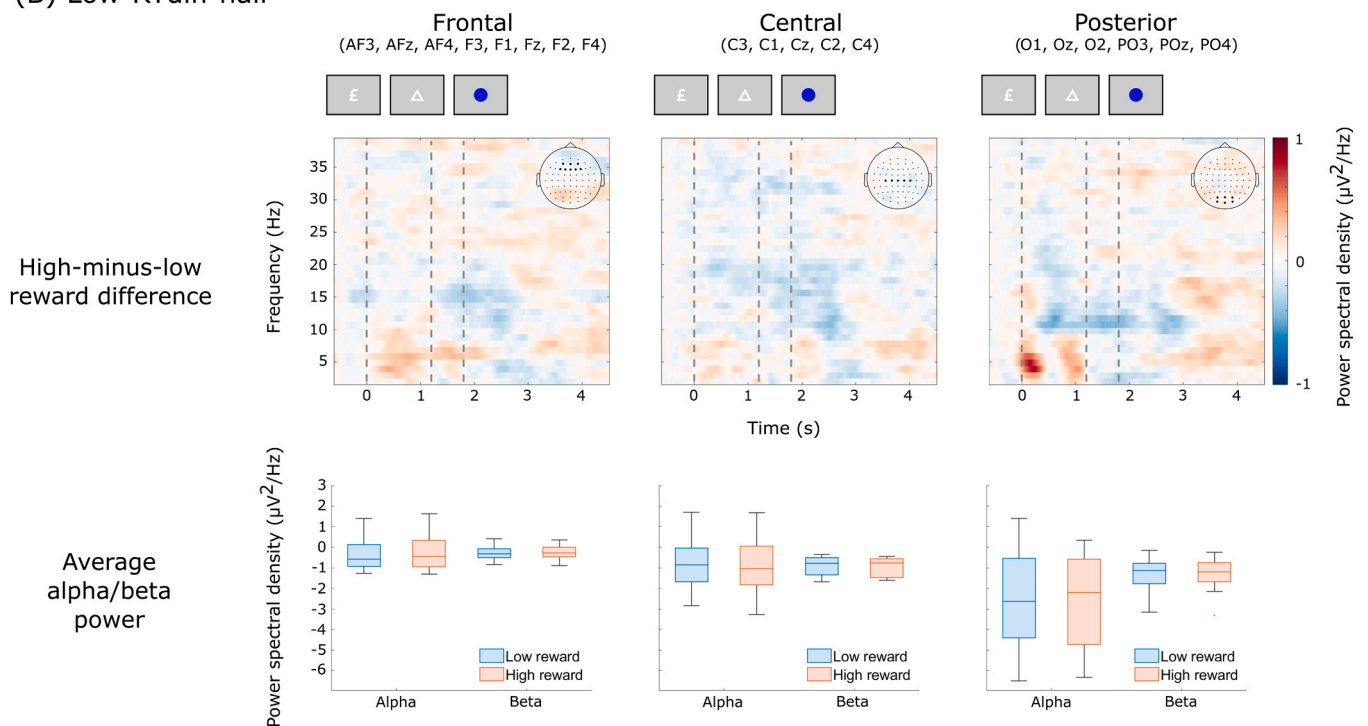 Frontal
(AF3, AFz, AF4, F3, F1, Fz, F2, F4)
Central
(C3, C1, Cz, C2, C4)
Posterior
(O1, Oz, O2, PO3, POz, PO4)
£
£
£
High-minus-low
reward difference
Frequency (Hz)
35
30
25
20
15
10
5
0 1 2 3 4
0 1 2 3 4
0 1 2 3 4
Time (s)
1
0
-1
Power spectral density (µV²/Hz)
Average
alpha/beta
power
Power spectral density (µV²/Hz)
3
2
1
0
-1
-2
-3
-4
-5
-6
Low reward
High reward
Low reward
High reward
Low reward
High reward
Alpha Beta
Alpha Beta
Alpha Beta